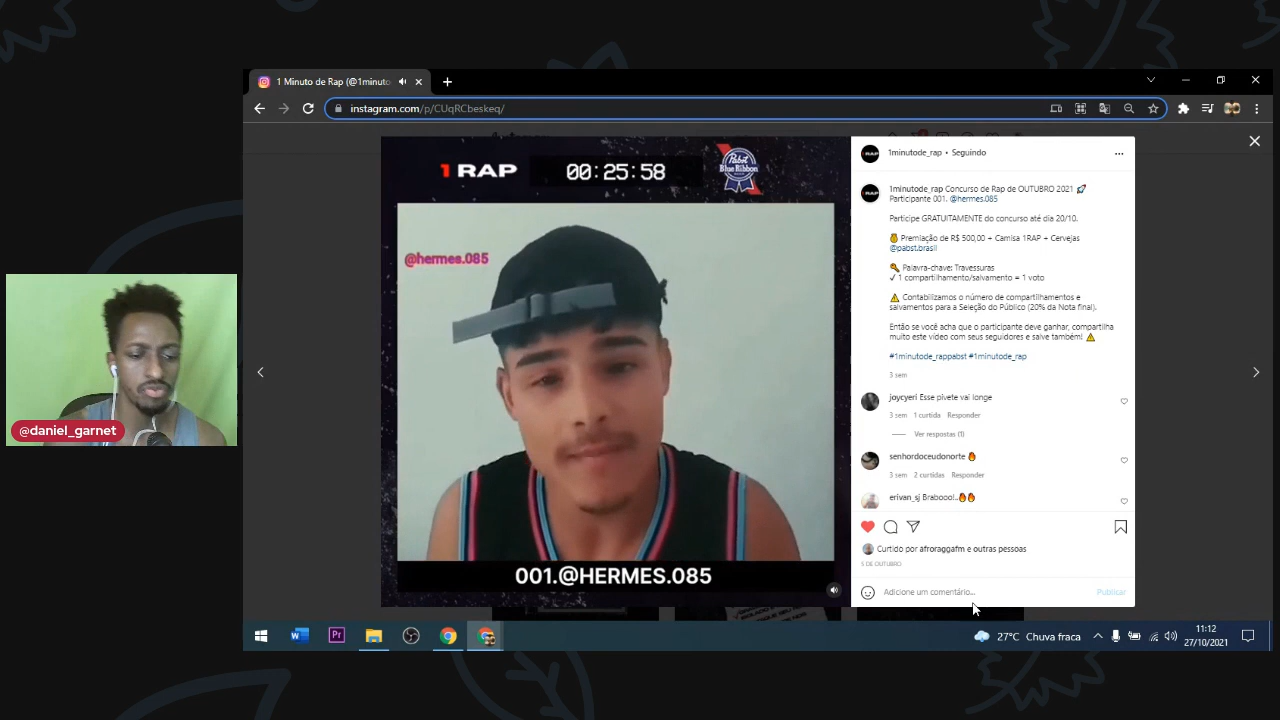 1 Minuto de Rap (@1minuto
instagram.com/p/CUqRCbeskeq/
1 RAP
00:25:58
Pabst
Blue Ribbon
@hermes.085
001.@HERMES.085
@daniel_garnet
1minutode_rap • Seguindo
1minutode_rap Concurso de Rap de OUTUBRO 2021 🚀
Participante 001. @hermes.085
Participe GRATUITAMENTE do concurso até dia 20/10.
🏅 Premiação de R$ 500,00 + Camisa 1RAP + Cervejas
@pabst.brasil
🔑 Palavra-chave: Travessuras
✓ 1 compartilhamento/salvamento = 1 voto
⚠️ Contabilizamos o número de compartilhamentos e
salvamentos para a Seleção do Público (20% da Nota final).
Então se você acha que o participante deve ganhar, compartilha
muito este vídeo com seus seguidores e salve também! ⚠️
#1minutode_rappabst #1minutode_rap
3 sem
joycyeri Esse pivete vai longe
3 sem 1 curtida Responder
Ver respostas (1)
senhordoceudonorte 🔥
3 sem 2 curtidas Responder
erivan_sj Braboool..🔥🔥
Curtido por afroraggafm e outras pessoas
5 DE OUTUBRO
Adicione um comentário... Publicar
27°C Chuva fraca
11:12
27/10/2021